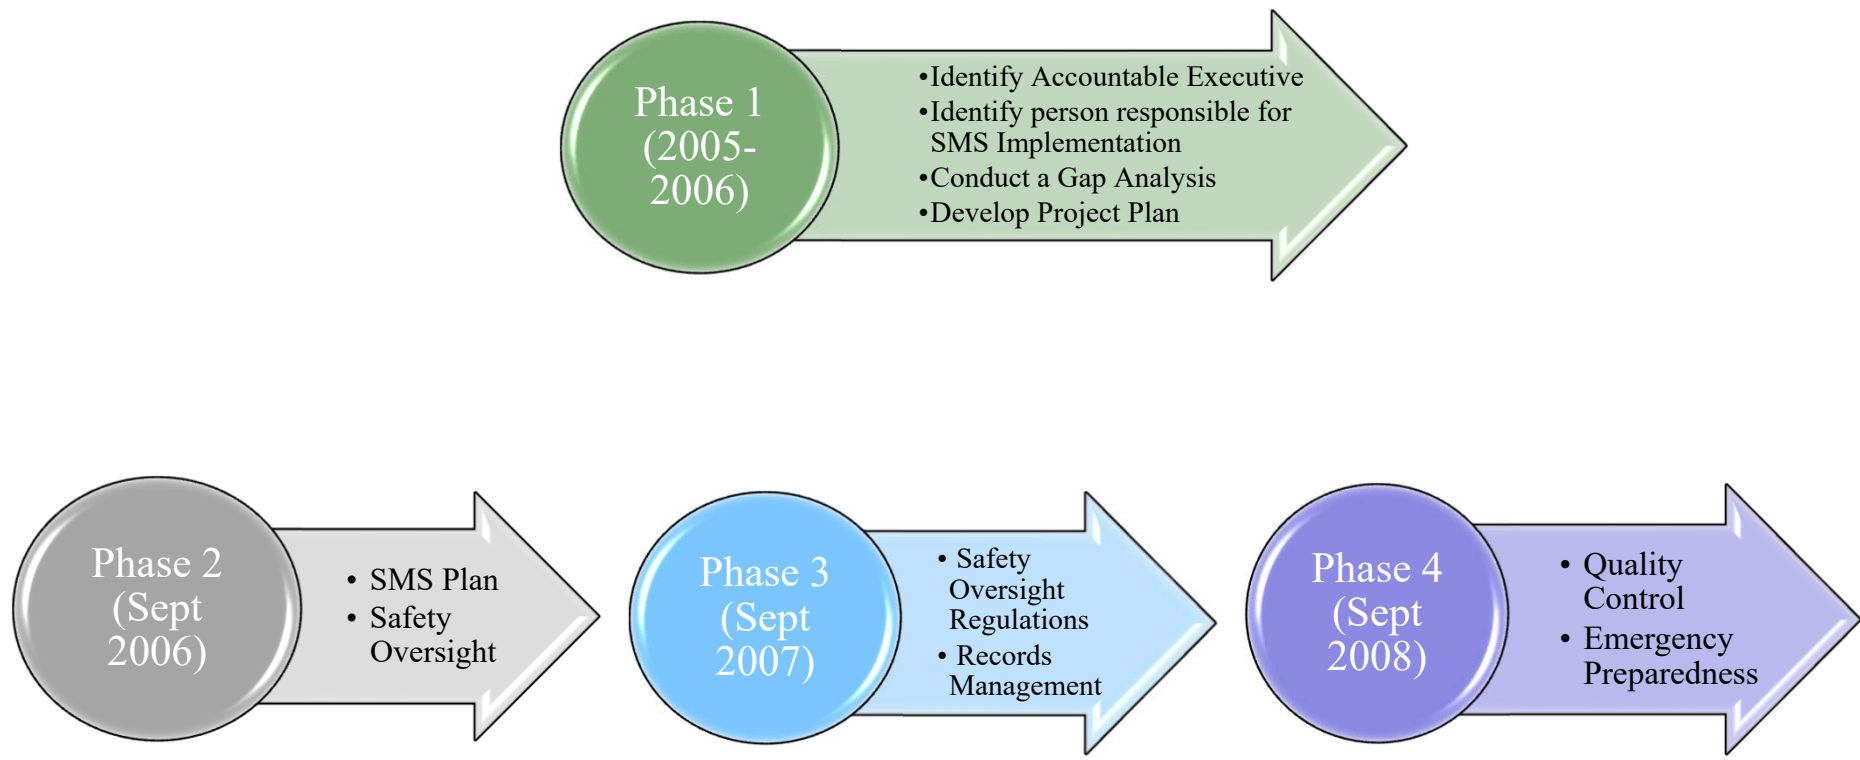 Phase 1
(2005-
2006)
•Identify Accountable Executive
•Identify person responsible for
SMS Implementation
•Conduct a Gap Analysis
•Develop Project Plan
Phase 2
(Sept
2006)
• SMS Plan
• Safety
Oversight
Phase 3
(Sept
2007)
• Safety
Oversight
Regulations
• Records
Management
Phase 4
(Sept
2008)
• Quality
Control
• Emergency
Preparedness